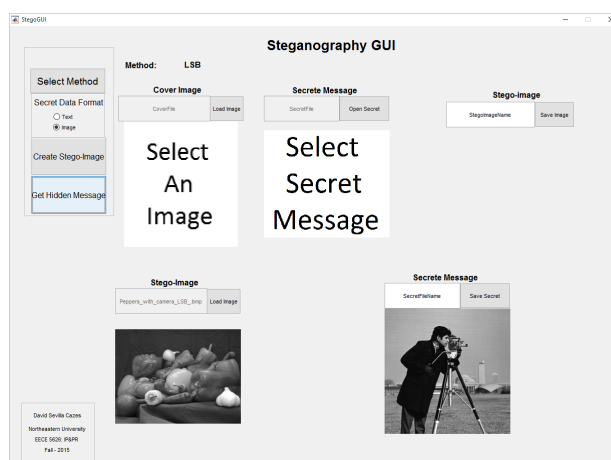 StegoGUI
Steganography GUI
Method: LSB
Select Method
Secret Data Format
Text
Image
Create Stego-Image
Get Hidden Message
Cover Image
CoverFile
Load Image
Select
An
Image
Secrete Message
SecretFile
Open Secret
Select
Secret
Message
Stego-image
StegoImageName
Save Image
Stego-Image
Peppers_with_camera_LSB_.bmp
Load Image
Secrete Message
SecretFileName
Save Secret
David Sevilla Cazes
Northeastern University
EECE 5626: IP&PR
Fall - 2015